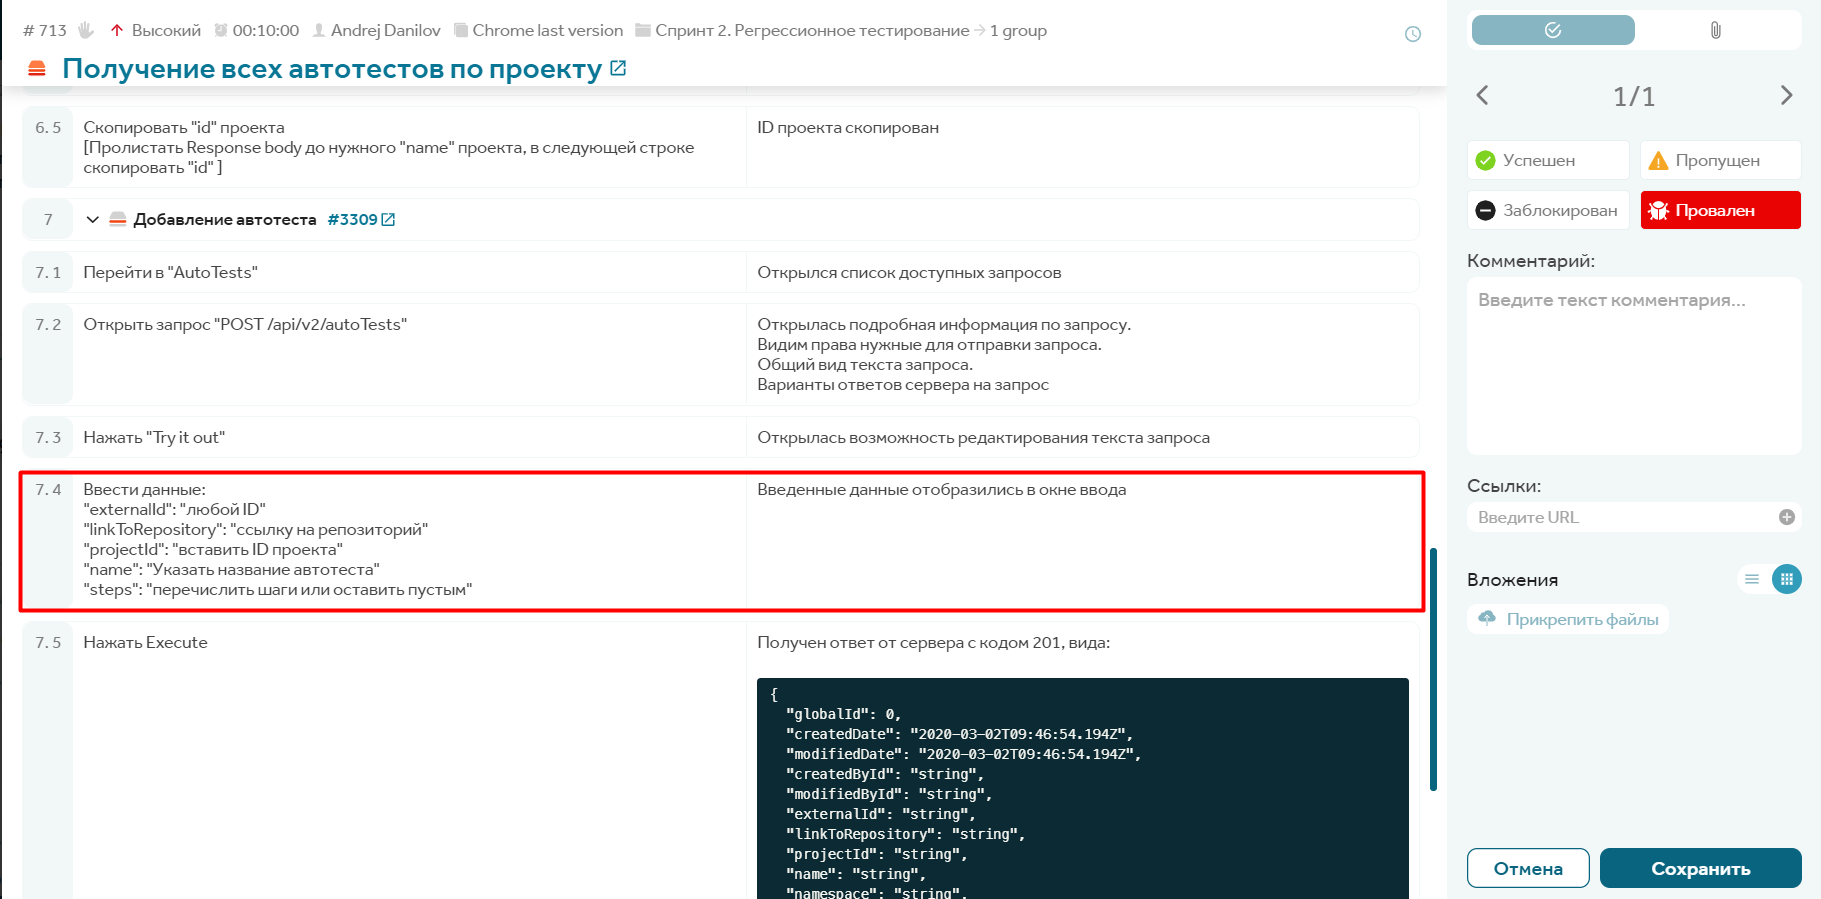 # 713 Высокий 00:10:00 Andrej Danilov Chrome last version Спринт 2. Регрессионное тестирование → 1 group
Получение всех автотестов по проекту
6.5 Скопировать "id" проекта
[Пролистать Response body до нужного "name" проекта, в следующей строке
скопировать "id" ]
ID проекта скопирован
7 Добавление автотеста #3309
7.1 Перейти в "AutoTests"
Открылся список доступных запросов
7.2 Открыть запрос "POST /api/v2/autoTests"
Открылась подробная информация по запросу.
Видим права нужные для отправки запроса.
Общий вид текста запроса.
Варианты ответов сервера на запрос
7.3 Нажать "Try it out"
Открылась возможность редактирования текста запроса
7.4 Ввести данные:
"externalId": "любой ID"
"linkToRepository": "ссылку на репозиторий"
"projectId": "вставить ID проекта"
"name": "Указать название автотеста"
"steps": "перечислить шаги или оставить пустым"
Введенные данные отобразились в окне ввода
7.5 Нажать Execute
Получен ответ от сервера с кодом 201, вида:
{
"globalId": 0,
"createdDate": "2020-03-02T09:46:54.194Z",
"modifiedDate": "2020-03-02T09:46:54.194Z",
"createdById": "string",
"modifiedById": "string",
"externalId": "string",
"linkToRepository": "string",
"projectId": "string",
"name": "string",
"namespace": "string",
1/1
Успешен
Пропущен
Заблокирован
Провален
Комментарий:
Введите текст комментария...
Ссылки:
Введите URL
Вложения
Прикрепить файлы
Отмена
Сохранить